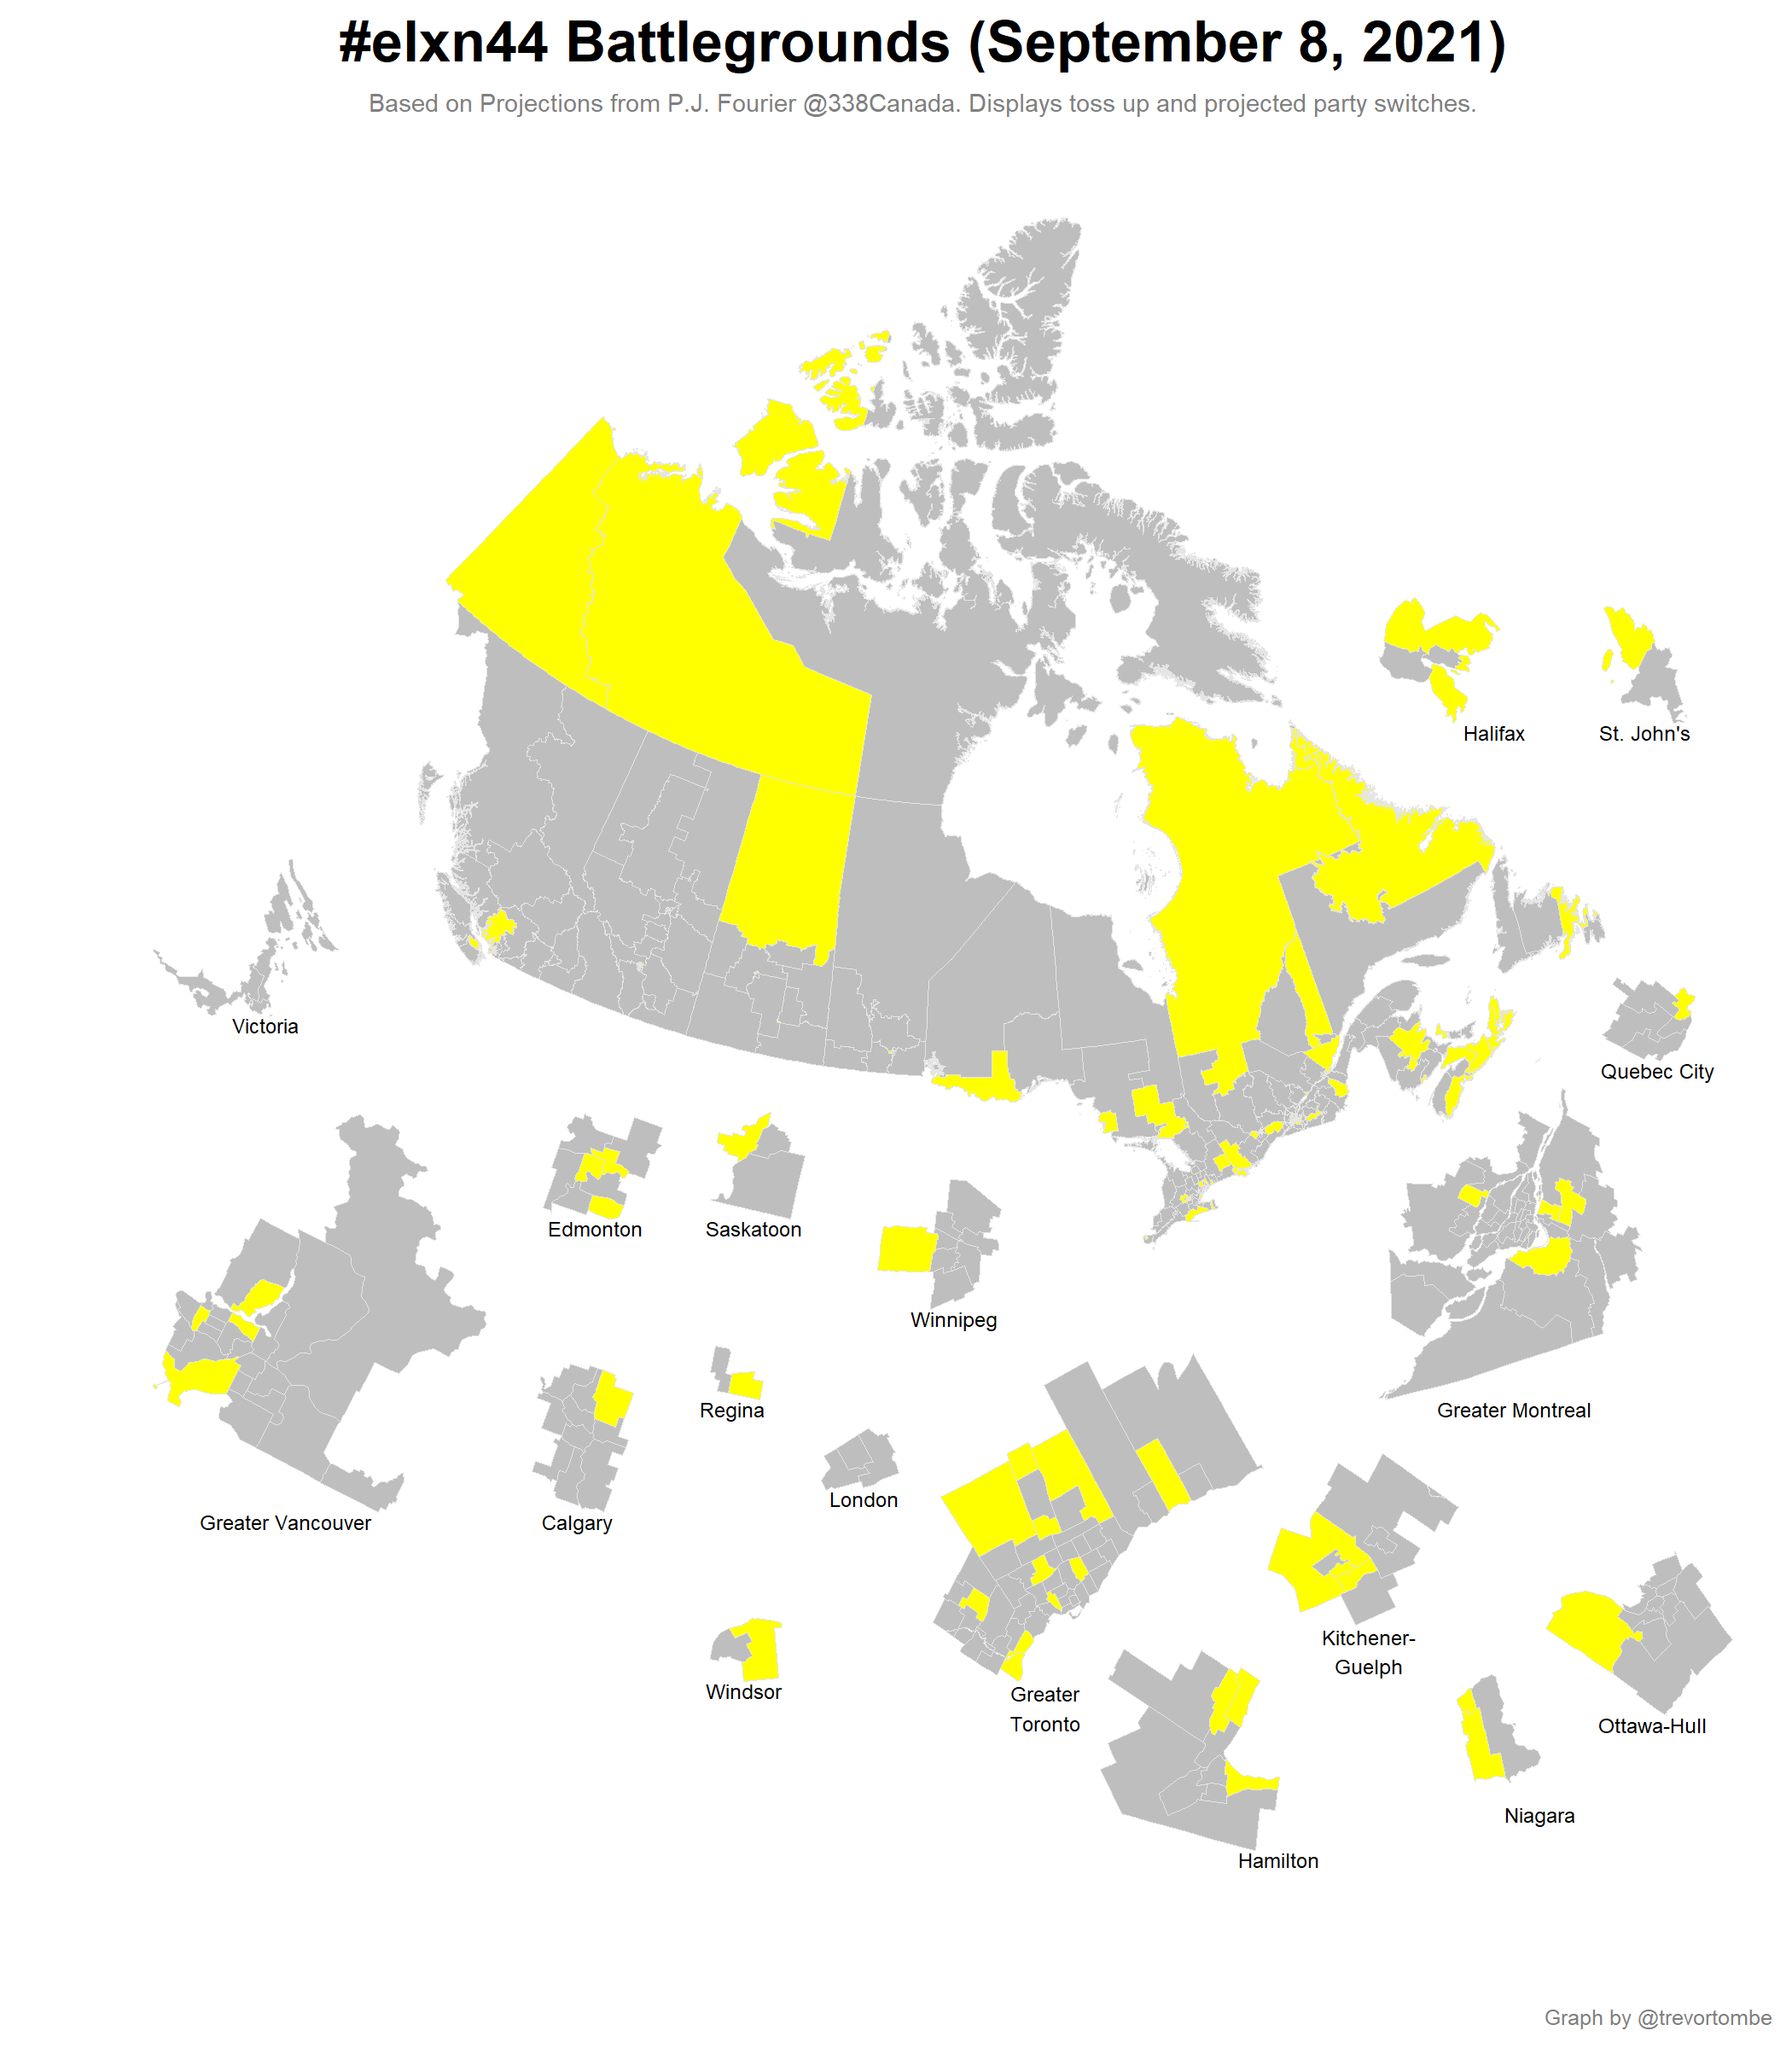 #elxn44 Battlegrounds (September 8, 2021)
Based on Projections from P.J. Fourier @338Canada. Displays toss up and projected party switches.
Halifax
St. John's
Victoria
Quebec City
Edmonton
Saskatoon
Winnipeg
Regina
Greater Montreal
London
Greater Vancouver
Calgary
Kitchener-
Guelph
Windsor
Greater
Toronto
Ottawa-Hull
Niagara
Hamilton
Graph by @trevortombe